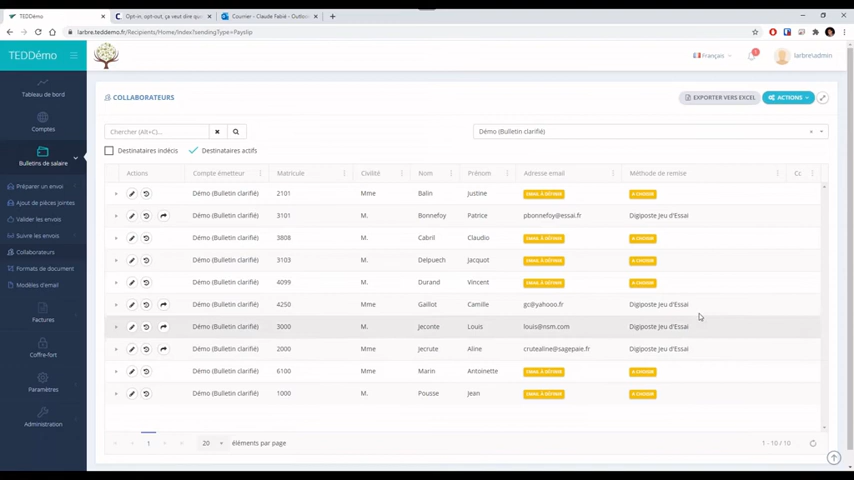 TEDDémo
Opt-in, opt-out, ça veut dire quo
Courrier - Claude Fabié - Outloo
larbre.tedemo.fr/Recipients/Home/Index?sendingType=Payslip
TEDDémo
Français
larbre\admin
Tableau de bord
Comptes
Bulletins de salaire
Préparer un envoi
Ajout de pièces jointes
Valider les envois
Suivre les envois
Collaborateurs
Formats de document
Modèles d'email
Factures
Coffre-fort
Paramètres
Administration
COLLABORATEURS
EXPORTER VERS EXCEL
ACTIONS
Chercher (Alt+C)...
Démo (Bulletin clarifié)
Destinataires indécis
Destinataires actifs
Actions Compte émetteur Matricule Civilité Nom Prénom Adresse email Méthode de remise Cc
Démo (Bulletin clarifié) 2101 Mme Balin Justine EMAIL À DÉFINIR A CHOISIR
Démo (Bulletin clarifié) 3101 M. Bonnefoy Patrice pbonnefoy@essai.fr Digiposte Jeu d'Essai
Démo (Bulletin clarifié) 3808 M. Cabril Claudio EMAIL À DÉFINIR A CHOISIR
Démo (Bulletin clarifié) 3103 M. Delpuech Jacquot EMAIL À DÉFINIR A CHOISIR
Démo (Bulletin clarifié) 4099 M. Durand Vincent EMAIL À DÉFINIR A CHOISIR
Démo (Bulletin clarifié) 4250 Mme Gaillot Camille gc@yahooo.fr Digiposte Jeu d'Essai
Démo (Bulletin clarifié) 3000 M. Jeconte Louis louis@nsm.com Digiposte Jeu d'Essai
Démo (Bulletin clarifié) 2000 Mme Jecrute Aline crutealine@sagepaie.fr Digiposte Jeu d'Essai
Démo (Bulletin clarifié) 6100 Mme Marin Antoinette EMAIL À DÉFINIR A CHOISIR
Démo (Bulletin clarifié) 1000 M. Pousse Jean EMAIL À DÉFINIR A CHOISIR
1
20 éléments par page
1 - 10 / 10